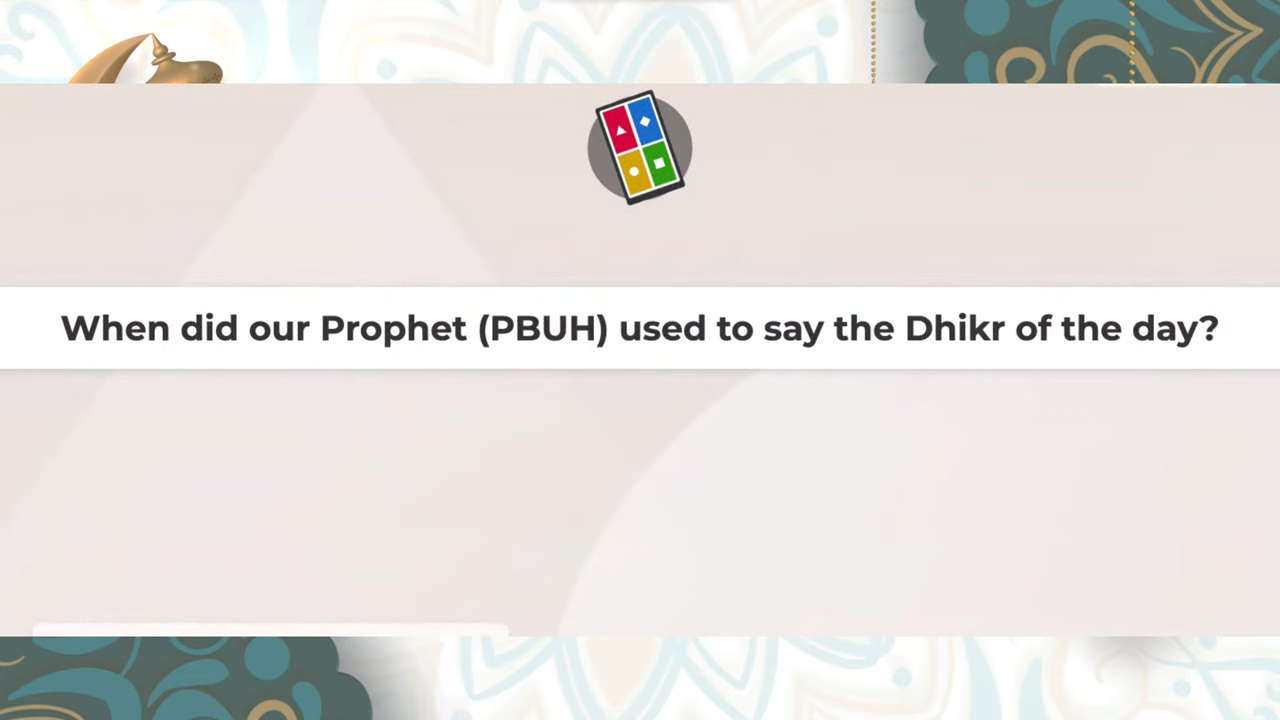 When did our Prophet (PBUH) used to say the Dhikr of the day?